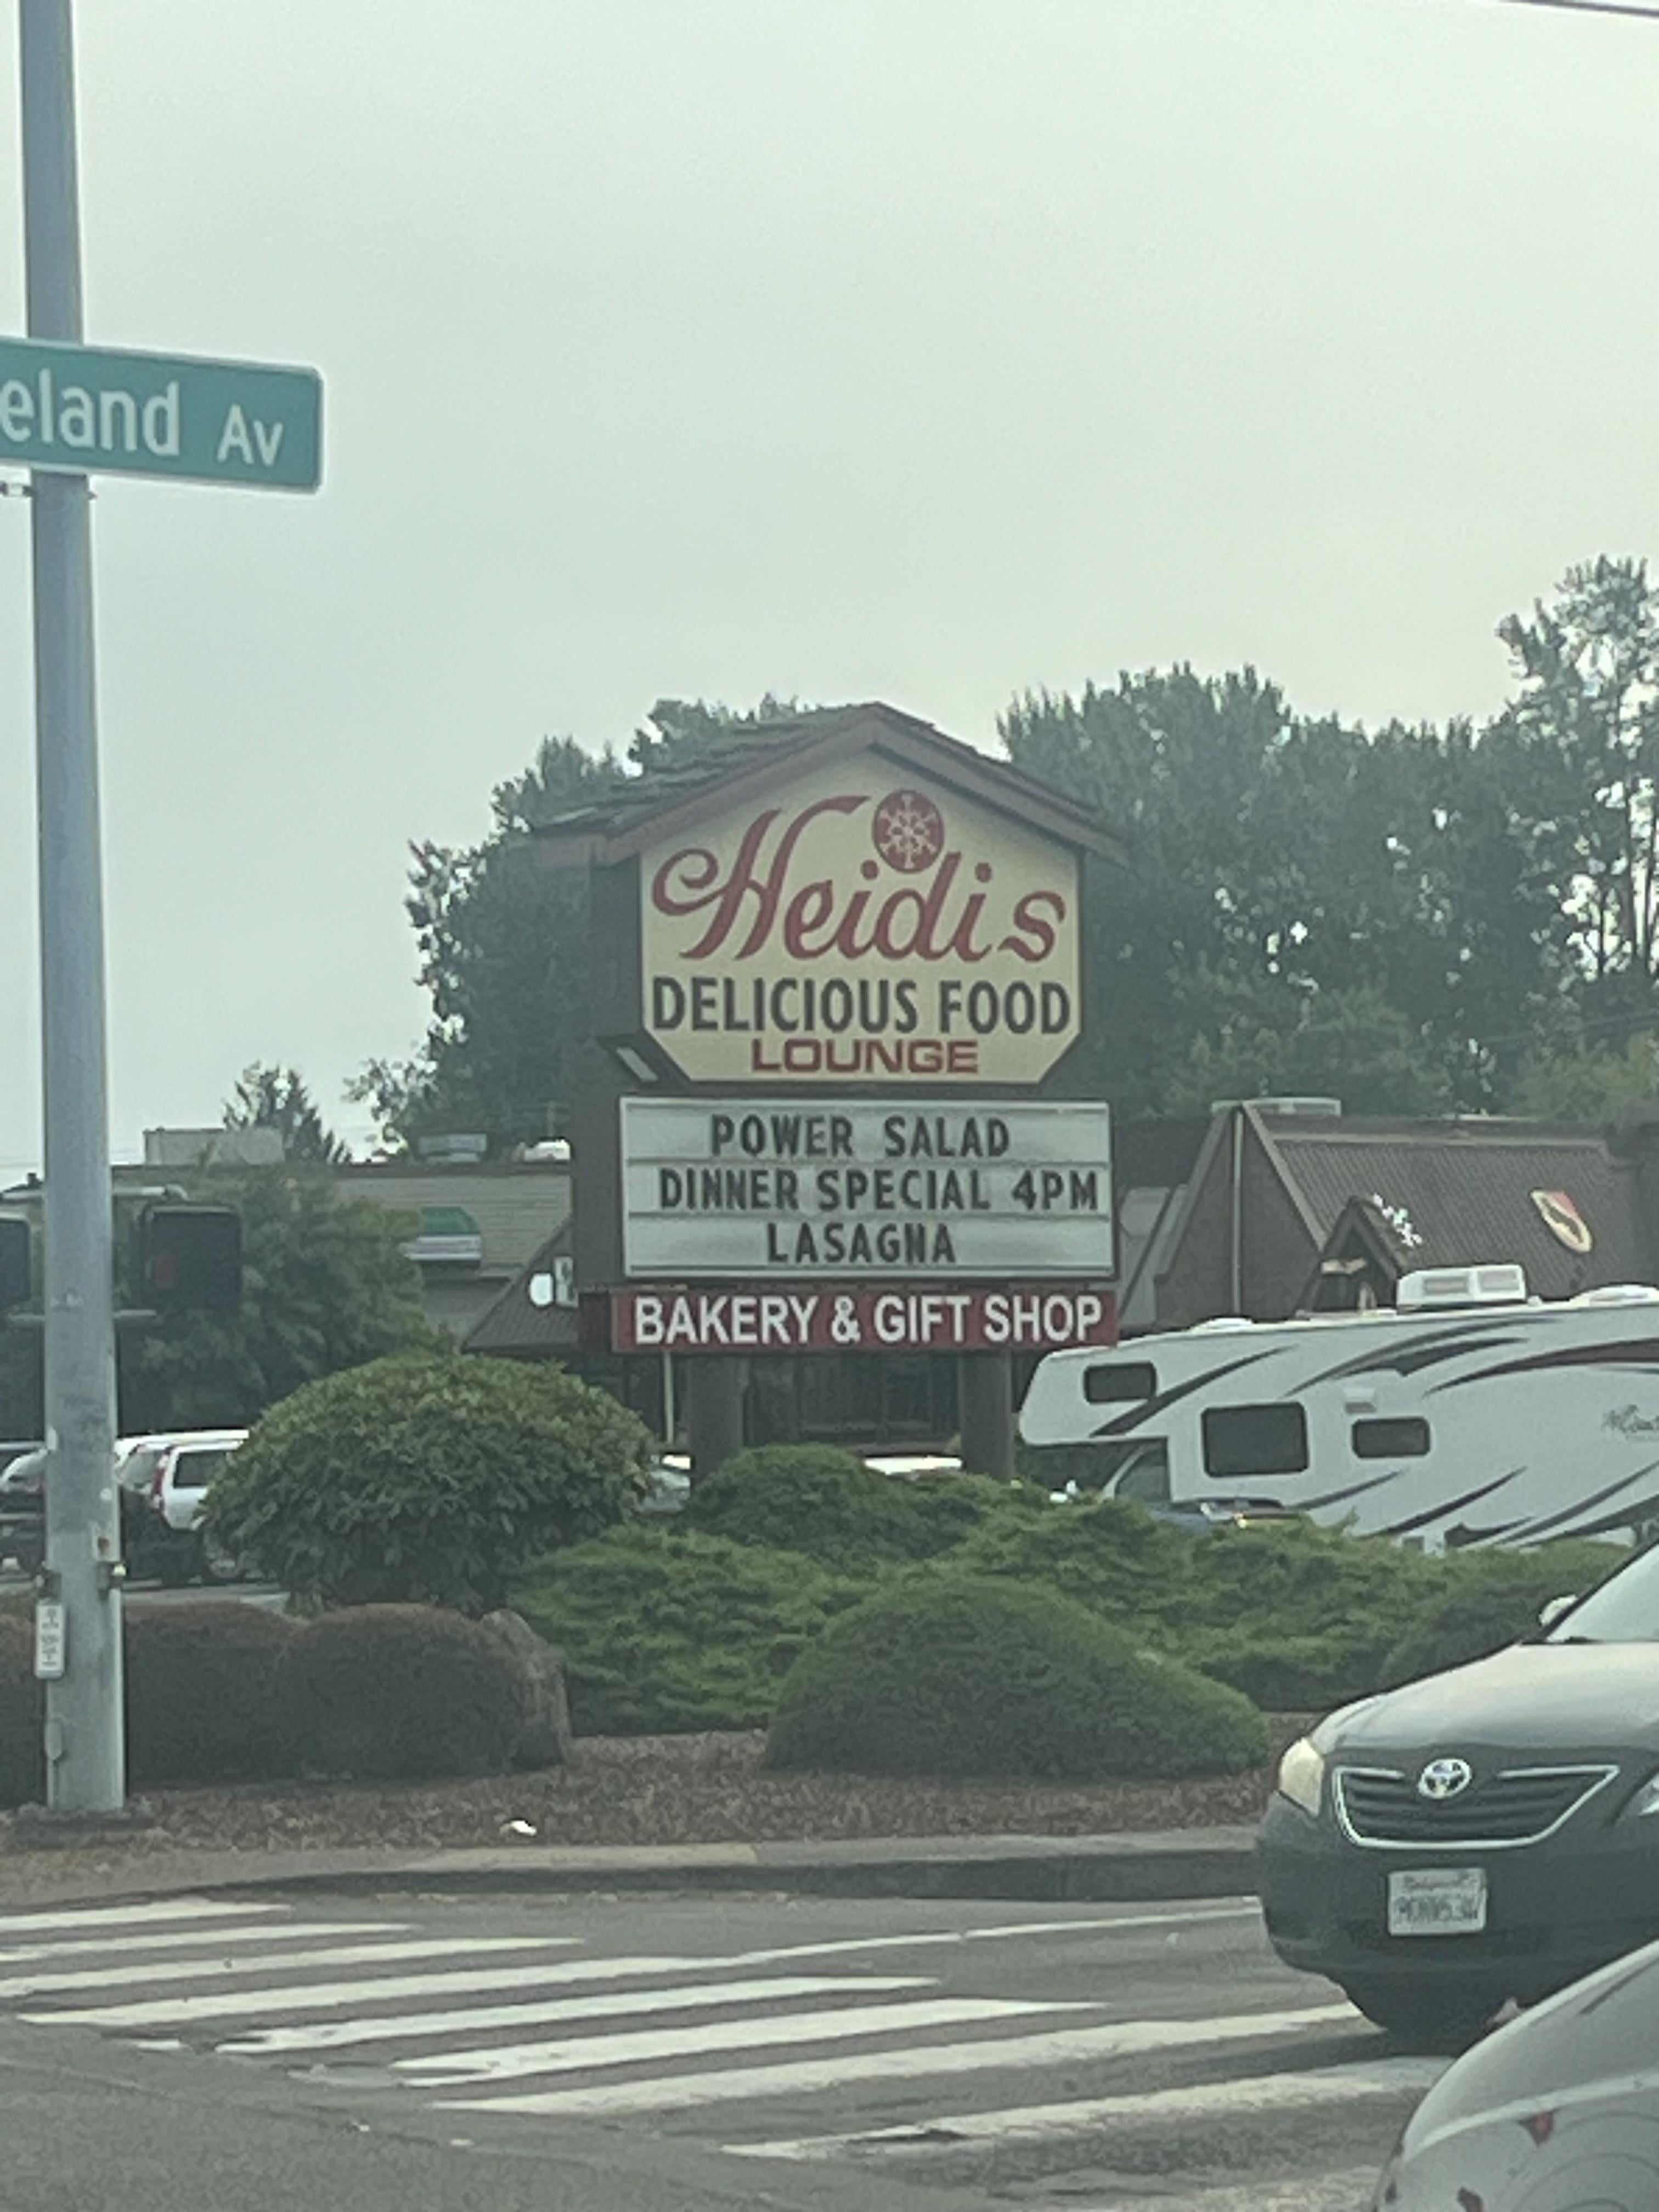 eland Av
Heidis
DELICIOUS FOOD
LOUNGE
POWER SALAD
DINNER SPECIAL 4PM
LASAGNA
BAKERY & GIFT SHOP